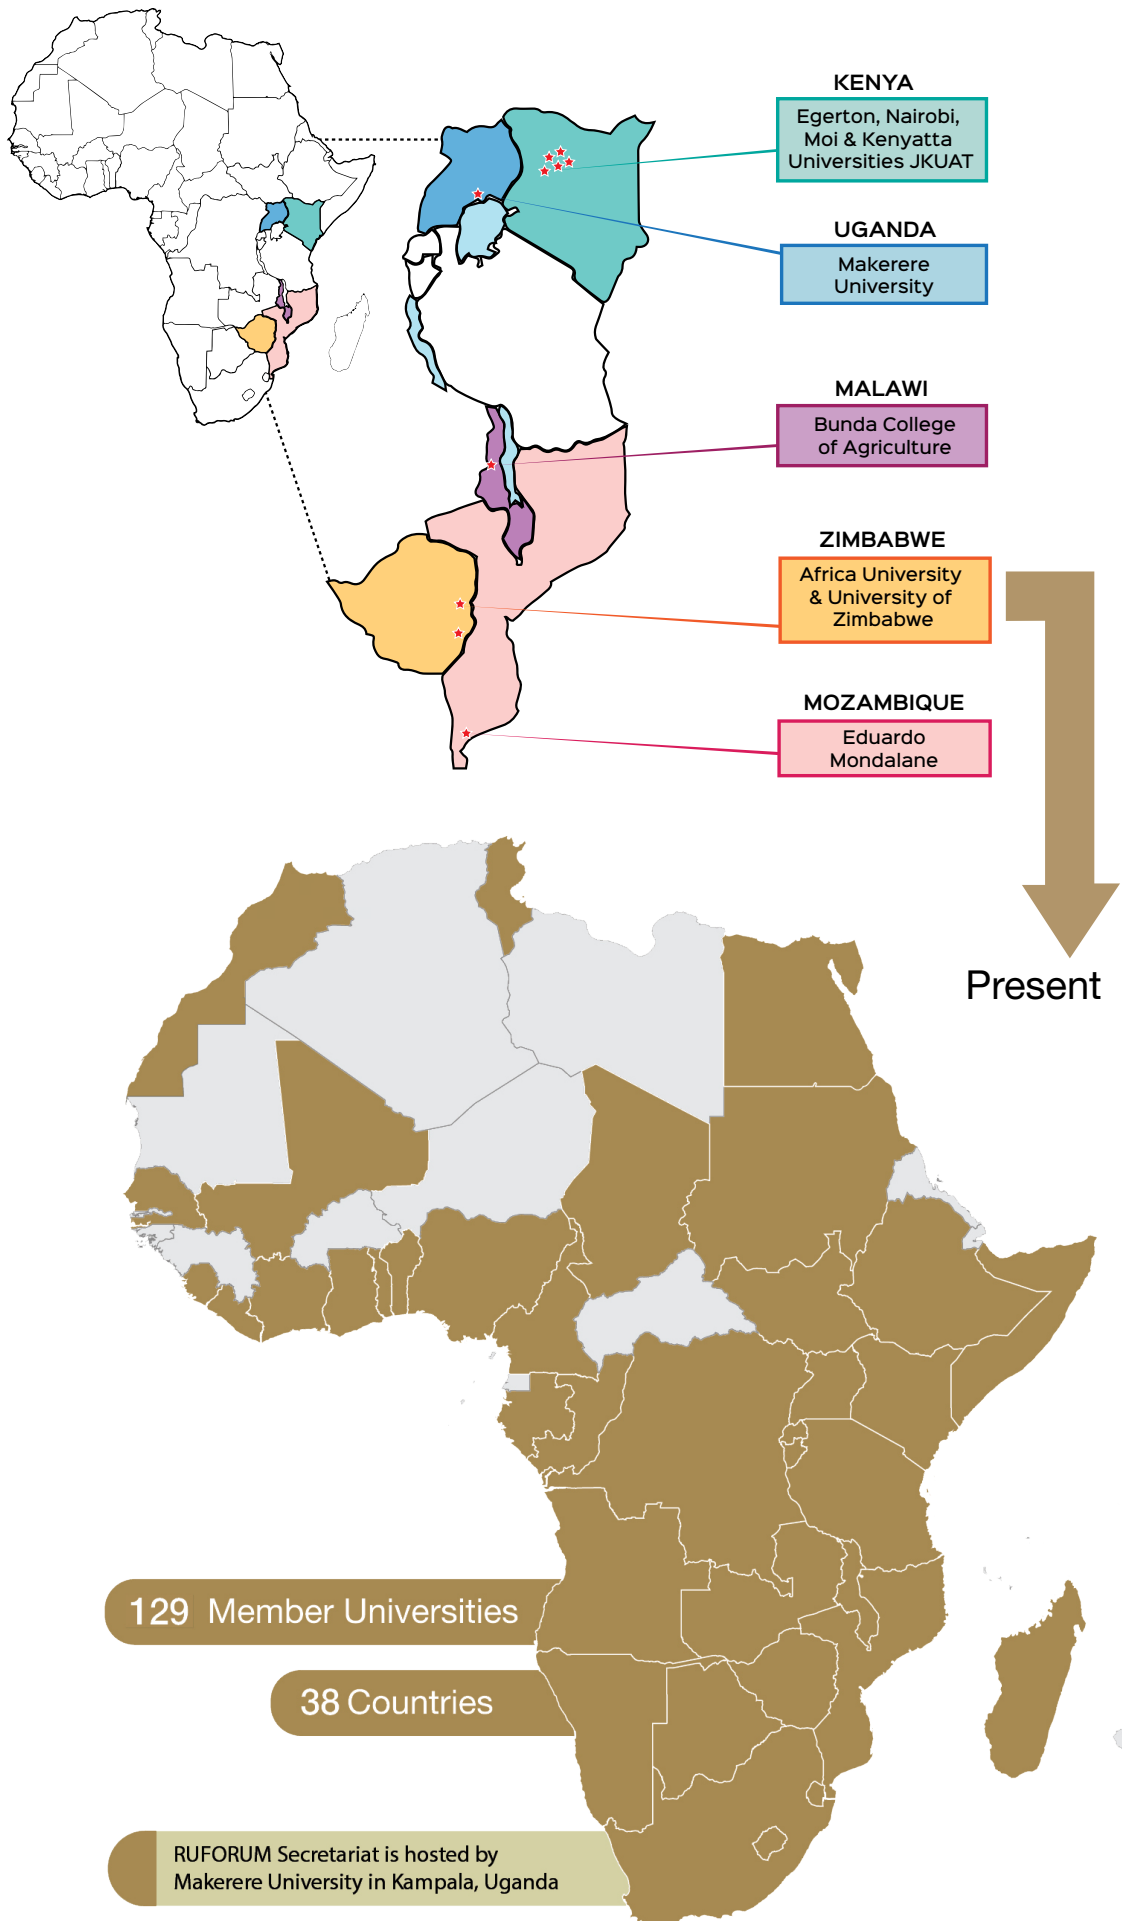 KENYA
Egerton, Nairobi,
Moi & Kenyatta
Universities JKUAT
UGANDA
Makerere
University
MALAWI
Bunda College
of Agriculture
ZIMBABWE
Africa University
& University of
Zimbabwe
MOZAMBIQUE
Eduardo
Mondalane
Present
129 Member Universities
38 Countries
RUFORUM Secretariat is hosted by
Makerere University in Kampala, Uganda